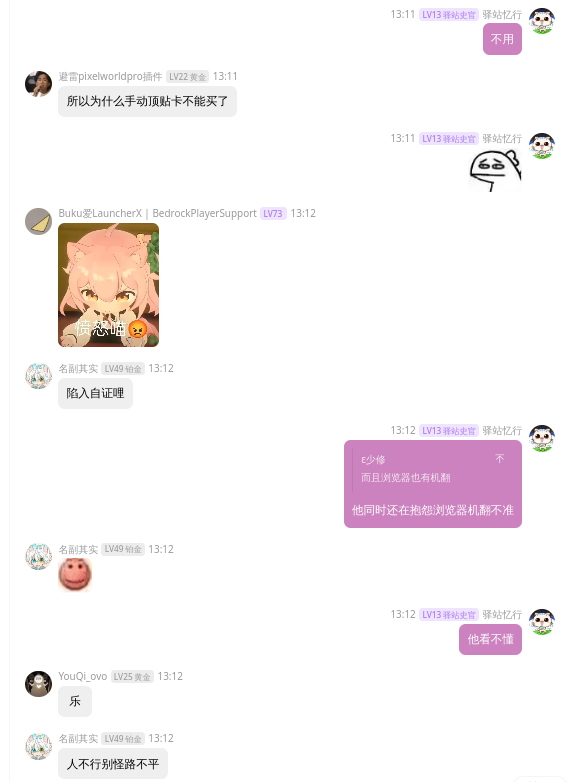 13:11 LV13 驿站史官 驿站忆行
不用
避雷pixelworldpro插件 LV22 黄金 13:11
所以为什么手动顶贴卡不能买了
13:11 LV13 驿站史官 驿站忆行
Buku爱LauncherX | BedrockPlayerSupport LV73 13:12
愤怒喵
名副其实 LV49 铂金 13:12
陷入自证哩
13:12 LV13 驿站史官 驿站忆行
ε少修
而且浏览器也有机翻
他同时还在抱怨浏览器机翻不准
名副其实 LV49 铂金 13:12
13:12 LV13 驿站史官 驿站忆行
他看不懂
YouQi_ovo LV25 黄金 13:12
乐
名副其实 LV49 铂金 13:12
人不行别怪路不平